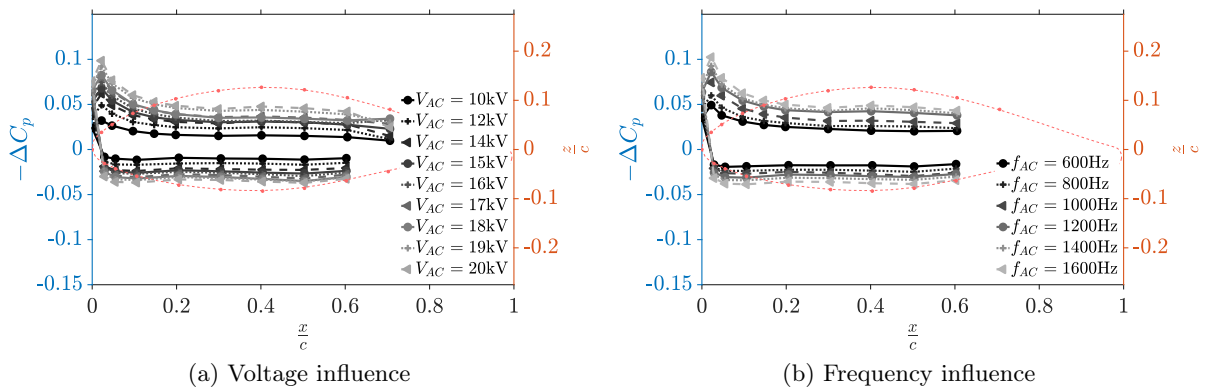 0.1
0.05
0
-0.05
-0.1
-0.15
−ΔC_p
0 0.2 0.4 0.6 0.8 1
x/c
0.2
0.1
0
-0.1
-0.2
z/c
V_AC = 10kV
V_AC = 12kV
V_AC = 14kV
V_AC = 15kV
V_AC = 16kV
V_AC = 17kV
V_AC = 18kV
V_AC = 19kV
V_AC = 20kV
(a) Voltage influence
0.1
0.05
0
-0.05
-0.1
-0.15
−ΔC_p
0 0.2 0.4 0.6 0.8 1
x/c
0.2
0.1
0
-0.1
-0.2
z/c
f_AC = 600Hz
f_AC = 800Hz
f_AC = 1000Hz
f_AC = 1200Hz
f_AC = 1400Hz
f_AC = 1600Hz
(b) Frequency influence